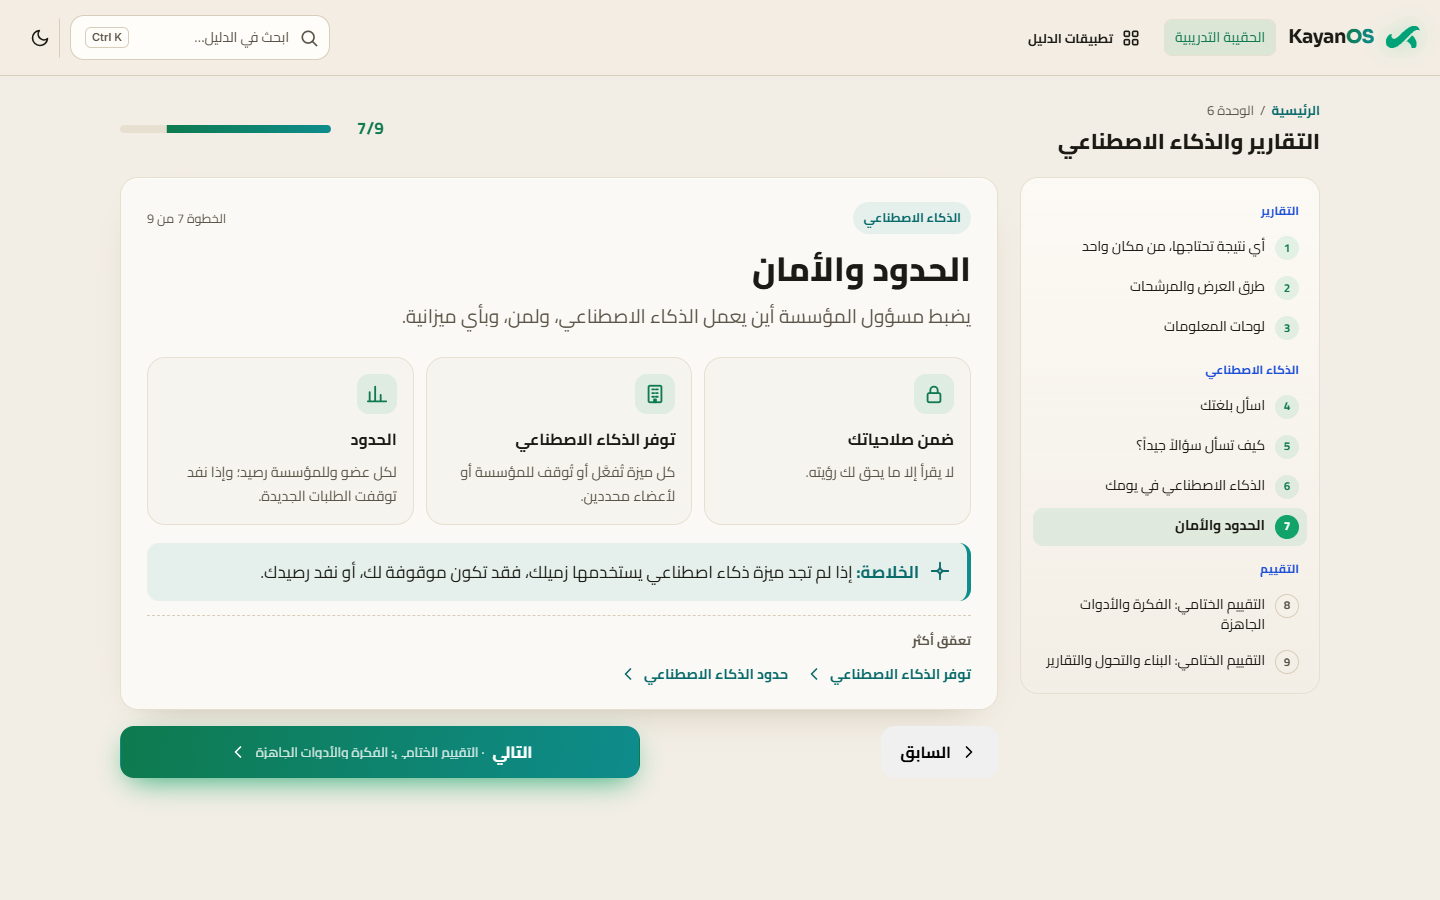 KayanOS
الحقيبة التدريبية
تطبيقات الدليل
ابحث في الدليل...
Ctrl K
الرئيسية / الوحدة 6
التقارير والذكاء الاصطناعي
7/9
التقارير
1 أي نتيجة تحتاجها، من مكان واحد
2 طرق العرض والمرشحات
3 لوحات المعلومات
الذكاء الاصطناعي
4 اسأل بلغتك
5 كيف تسأل سؤالاً جيداً؟
6 الذكاء الاصطناعي في يومك
7 الحدود والأمان
التقييم
8 التقييم الختامي: الفكرة والأدوات
الجاهزة
9 التقييم الختامي: البناء والتحول والتقارير
الذكاء الاصطناعي
الخطوة 7 من 9
الحدود والأمان
يضبط مسؤول المؤسسة أين يعمل الذكاء الاصطناعي، ولمن، وبأي ميزانية.
ضمن صلاحياتك
لا يقرأ إلا ما يحق لك رؤيته.
توفر الذكاء الاصطناعي
كل ميزة تُفعَّل أو تُوقف للمؤسسة أو
لأعضاء محددين.
الحدود
لكل عضو وللمؤسسة رصيد؛ وإذا نفد
توقفت الطلبات الجديدة.
الخلاصة: إذا لم تجد ميزة ذكاء اصطناعي يستخدمها زميلك، فقد تكون موقوفة لك، أو نفد رصيدك.
تعمّق أكثر
توفر الذكاء الاصطناعي
حدود الذكاء الاصطناعي
السابق
التالي · التقييم الختامي: الفكرة والأدوات الجاهزة